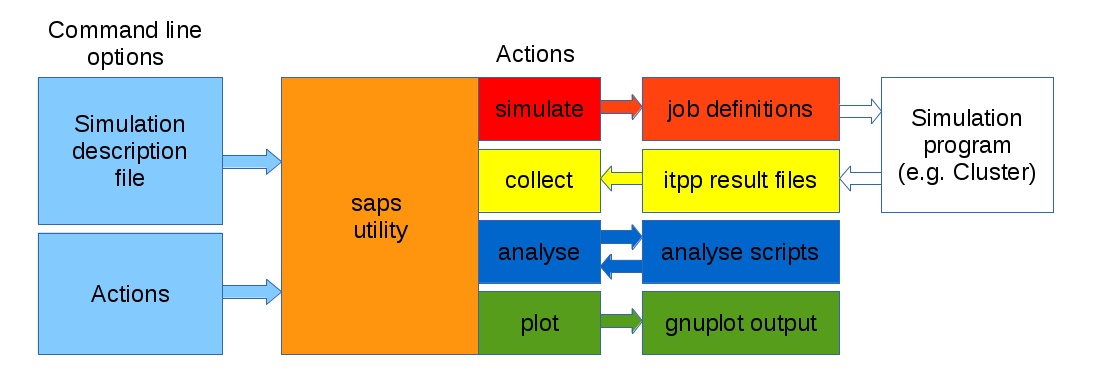 Command line
options
Simulation
description
file
Actions
saps
utility
Actions
simulate
collect
analyse
plot
job definitions
itpp result files
analyse scripts
gnuplot output
Simulation
program
(e.g. Cluster)